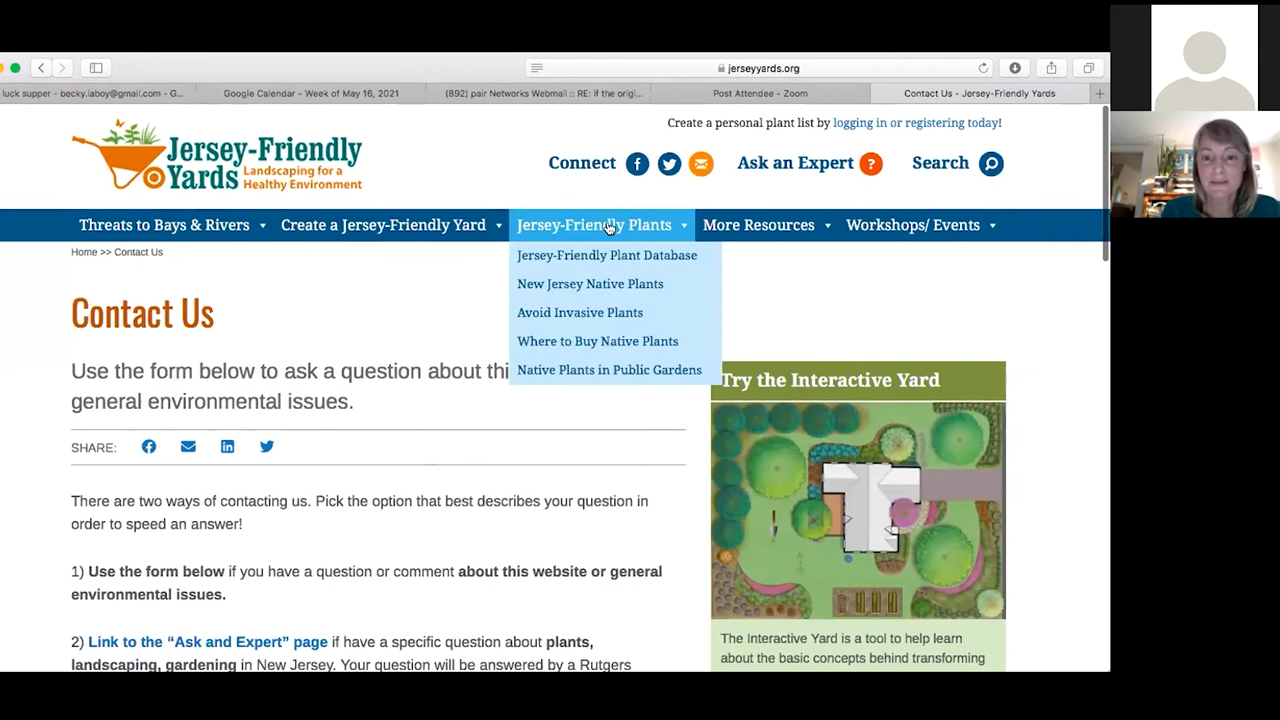 jerseyyards.org
luck supper - becky.laboy@gmail.com - G...
Google Calendar - Week of May 16, 2021
(892) pair Networks Webmail :: RE: if the origi...
Post Attendee - Zoom
Contact Us - Jersey-Friendly Yards
Create a personal plant list by logging in or registering today!
Jersey-Friendly
Yards
Landscaping for a
Healthy Environment
Connect
Ask an Expert ?
Search
Threats to Bays & Rivers
Create a Jersey-Friendly Yard
Jersey-Friendly Plants
More Resources
Workshops/ Events
Home >> Contact Us
Jersey-Friendly Plant Database
New Jersey Native Plants
Avoid Invasive Plants
Where to Buy Native Plants
Native Plants in Public Gardens
Contact Us
Use the form below to ask a question about thi
general environmental issues.
SHARE:
There are two ways of contacting us. Pick the option that best describes your question in
order to speed an answer!
1) Use the form below if you have a question or comment about this website or general
environmental issues.
2) Link to the “Ask and Expert” page if have a specific question about plants,
landscaping, gardening in New Jersey. Your question will be answered by a Rutgers
Try the Interactive Yard
The Interactive Yard is a tool to help learn
about the basic concepts behind transforming